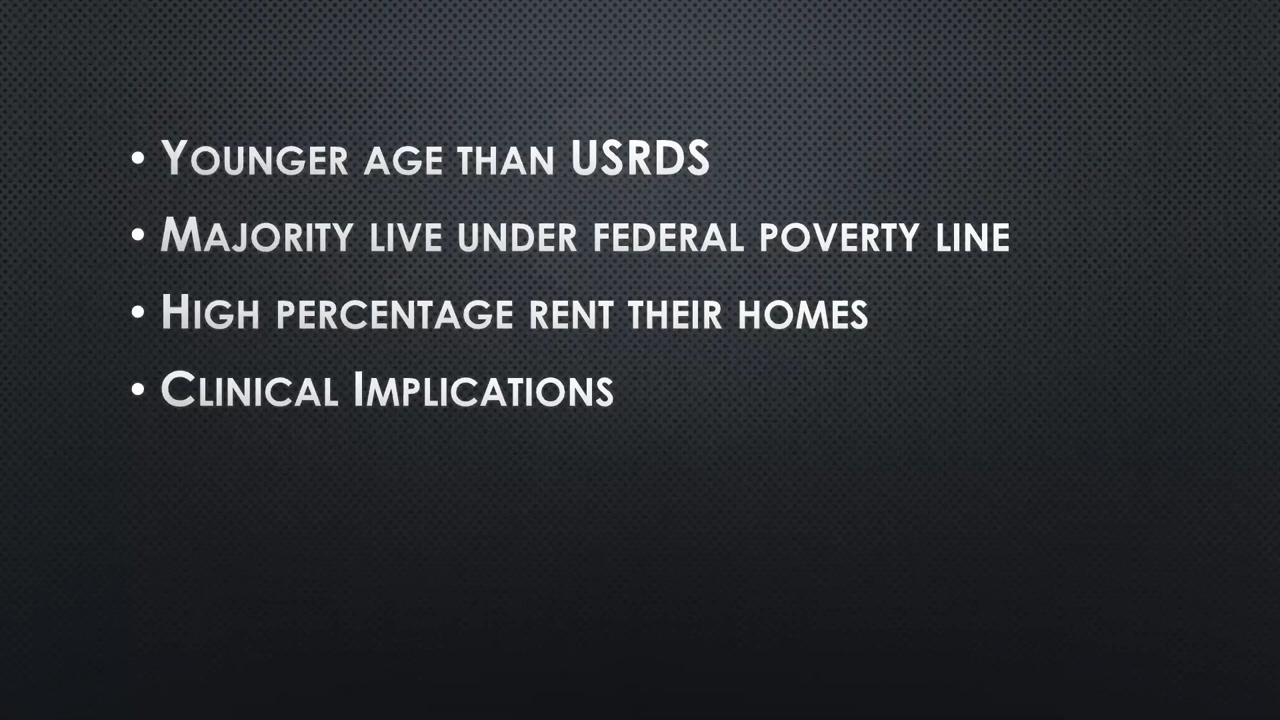 • Younger age than USRDS
• Majority live under federal poverty line
• High percentage rent their homes
• Clinical Implications